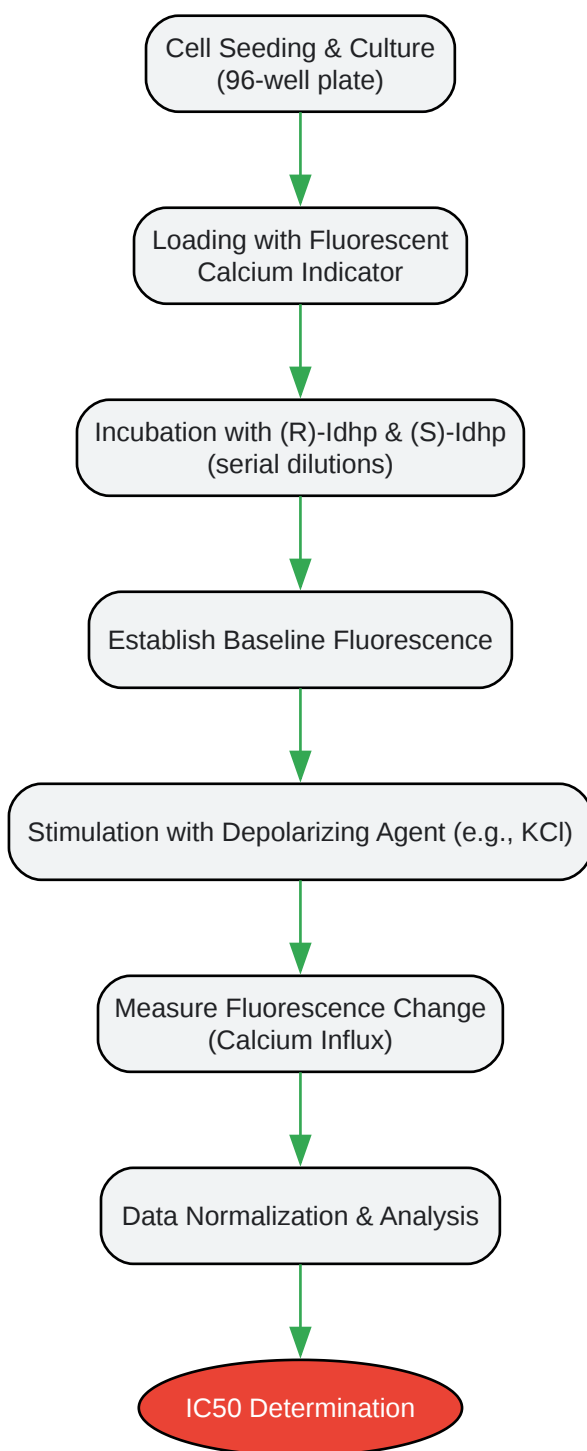 Cell Seeding & Culture
(96-well plate)
Loading with Fluorescent
Calcium Indicator
Incubation with (R)-Idhp & (S)-Idhp
(serial dilutions)
Establish Baseline Fluorescence
Stimulation with Depolarizing Agent (e.g., KCl)
Measure Fluorescence Change
(Calcium Influx)
Data Normalization & Analysis
IC50 Determination